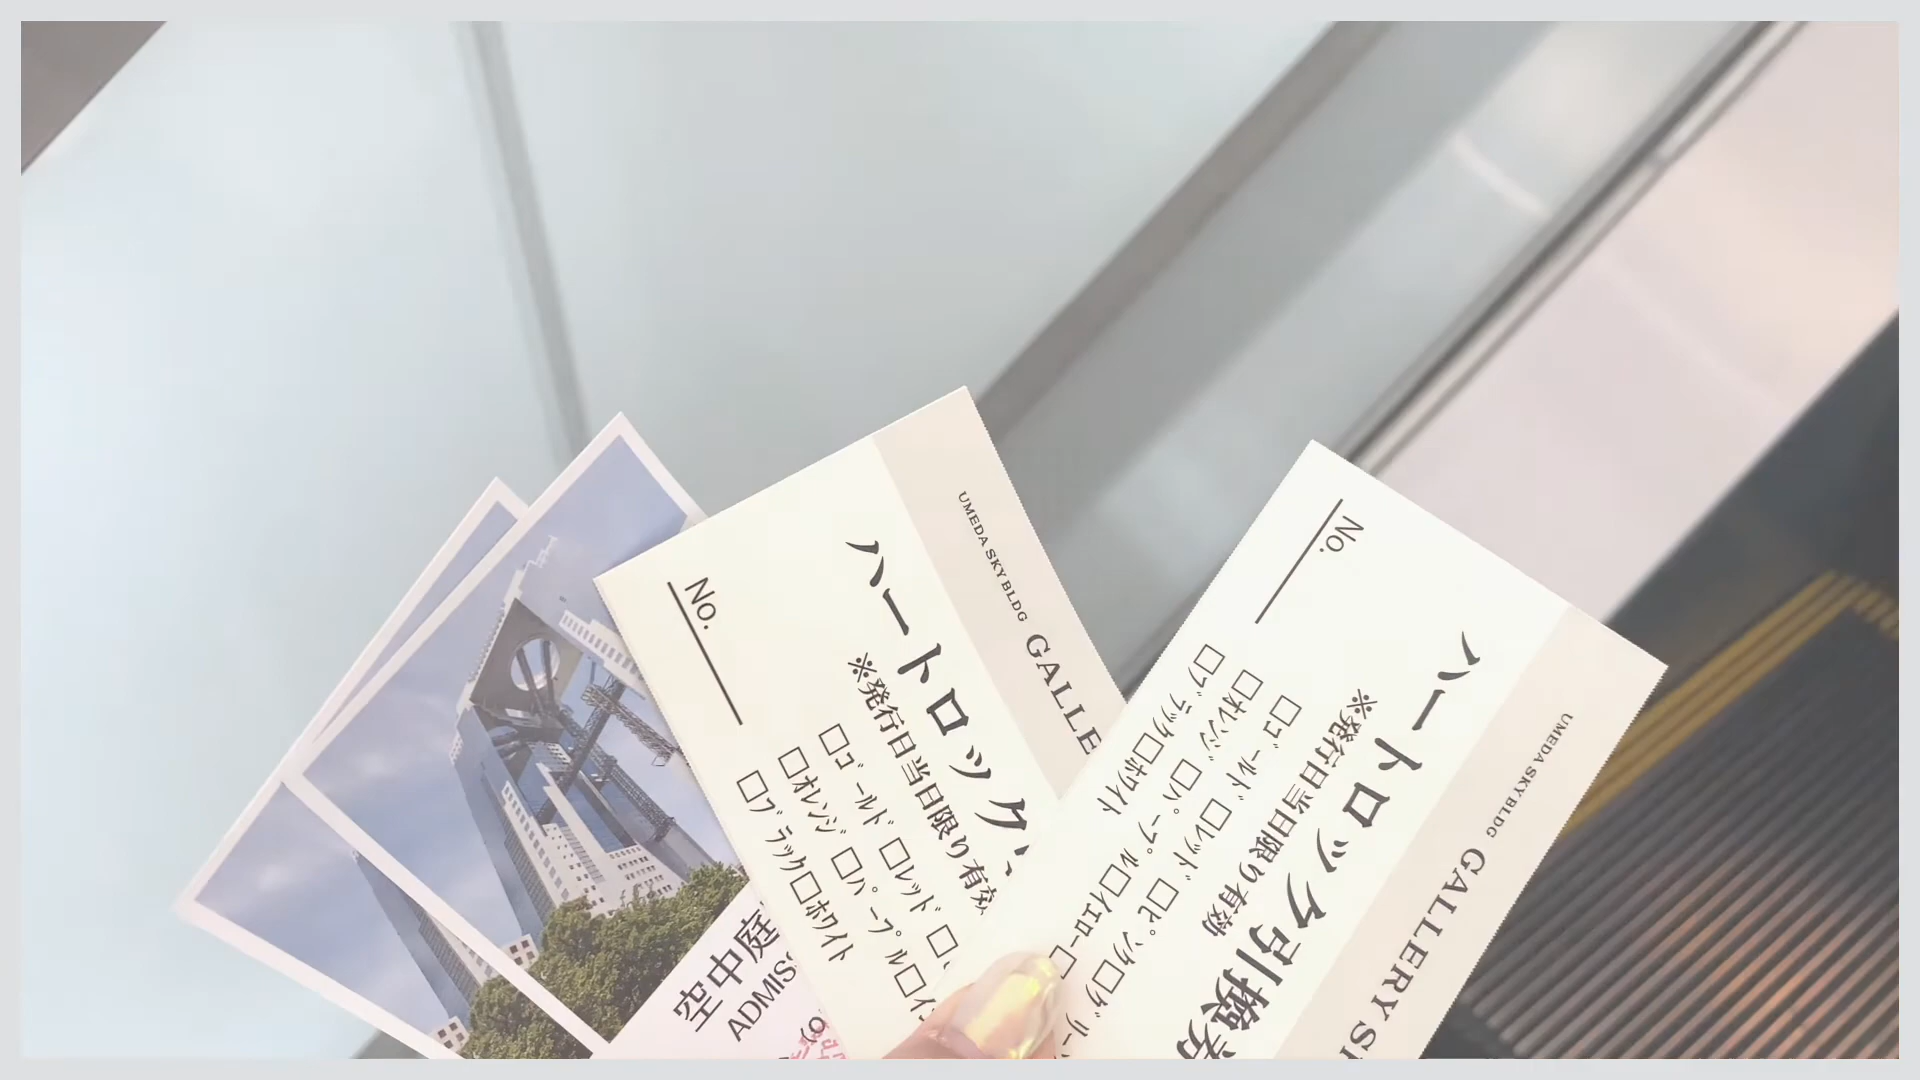 空中庭
ADMIS
No.
UMEDA SKY BLDG GALLE
ハートロック
※発行日当日限り有効
□ｺﾞｰﾙﾄﾞ □ﾚｯﾄﾞ □
□ｵﾚﾝｼﾞ □ﾊﾟｰﾌﾟﾙ□ｲ
□ﾌﾞﾗｯｸ□ﾎﾜｲﾄ
No.
UMEDA SKY BLDG GALLERY S
ハートロック引換券
※発行日当日限り有効
□ｺﾞｰﾙﾄﾞ □ﾚｯﾄﾞ □ﾋﾟﾝｸ□ｸﾞﾘｰ
□ｵﾚﾝｼﾞ □ﾊﾟｰﾌﾟﾙ□ｲｴﾛｰ□
□ﾌﾞﾗｯｸ□ﾎﾜｲﾄ